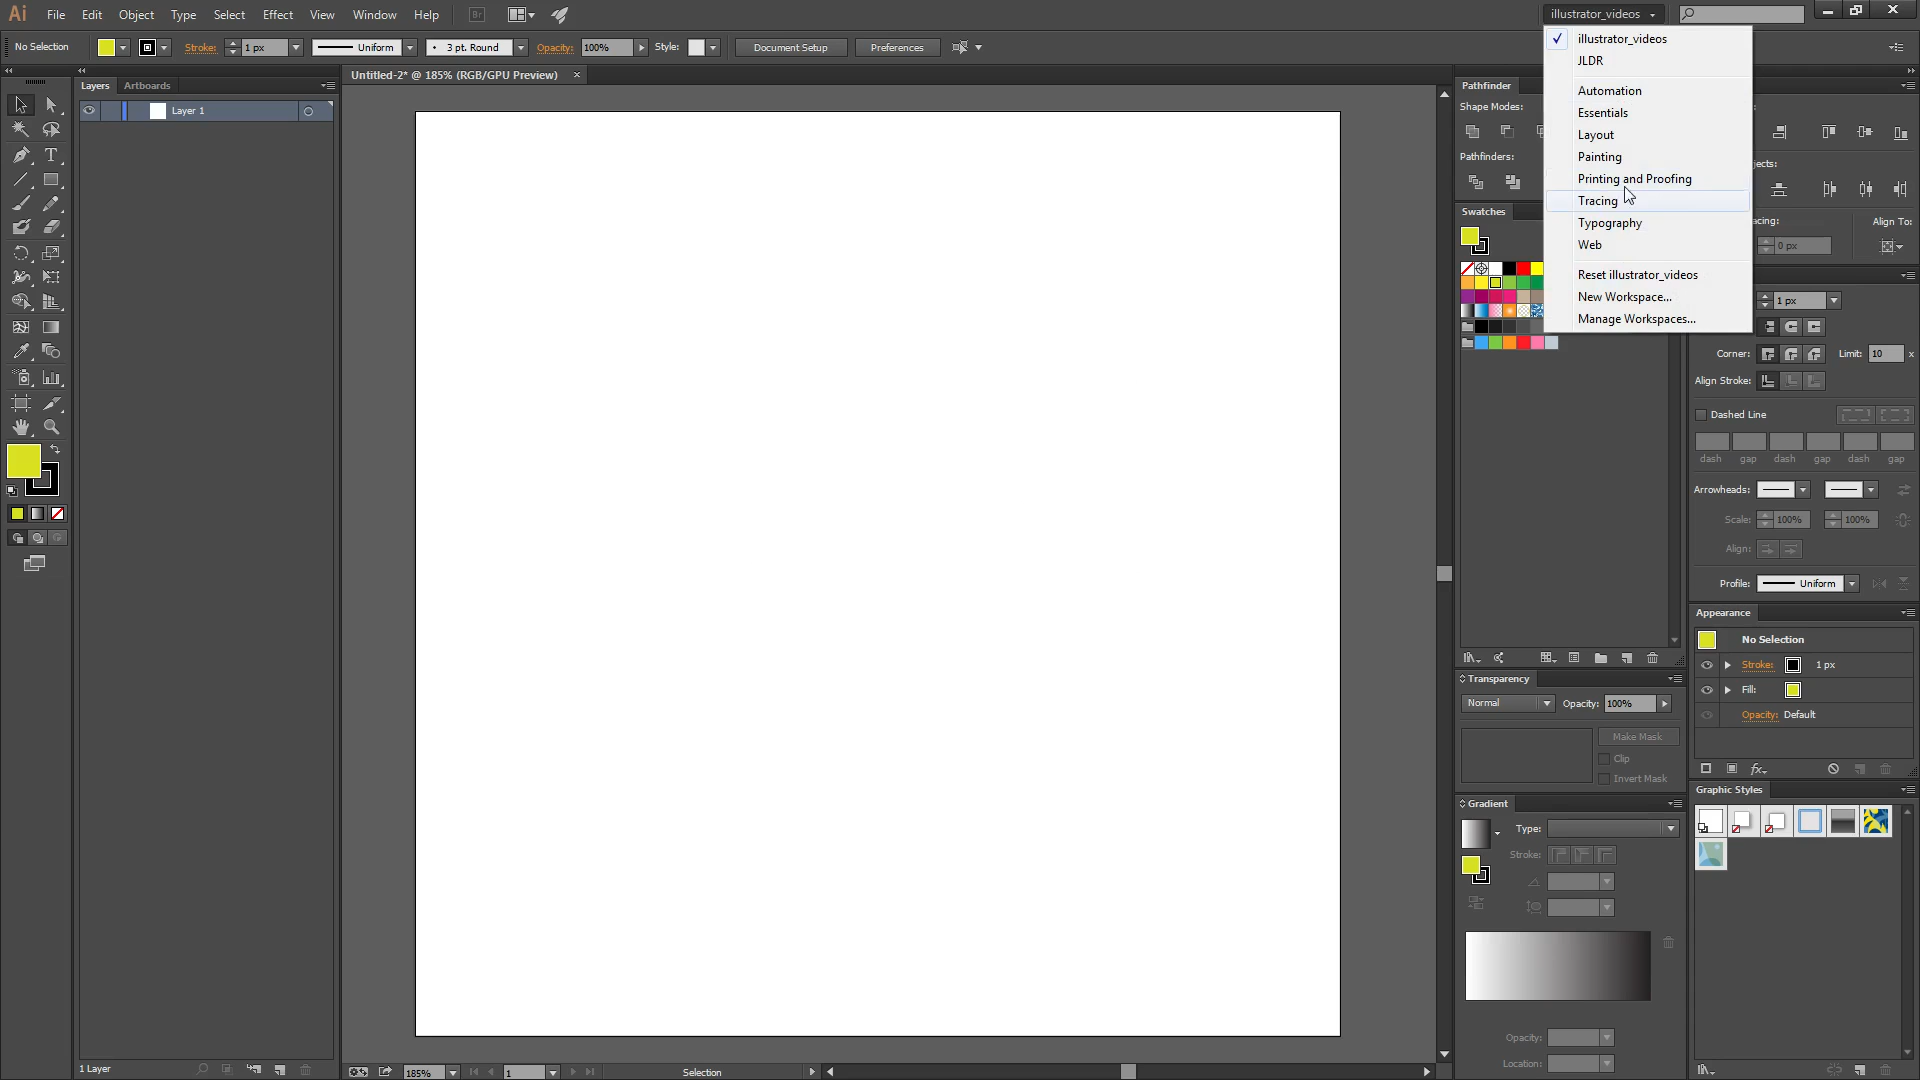 Ai File Edit Object Type Select Effect View Window Help Br illustrator_videos
No Selection Stroke: 1 px Uniform 3 pt. Round Opacity: 100% Style: Document Setup Preferences
illustrator_videos
JLDR
Automation
Essentials
Layout
Painting
Printing and Proofing
Tracing
Typography
Web
Reset illustrator_videos
New Workspace...
Manage Workspaces...
Layers Artboards
Layer 1
1 Layer
Untitled-2* @ 185% (RGB/GPU Preview)
185% 1 Selection
Pathfinder
Shape Modes:
Pathfinders:
Swatches
Transparency
Normal Opacity: 100%
Make Mask
Clip
Invert Mask
Gradient
Type:
Stroke:
Opacity:
Location:
jects:
acing: Align To:
0 px
1 px
Corner: Limit: 10 x
Align Stroke:
Dashed Line
dash gap dash gap dash gap
Arrowheads:
Scale: 100% 100%
Align:
Profile: Uniform
Appearance
No Selection
Stroke: 1 px
Fill:
Opacity: Default
fx
Graphic Styles